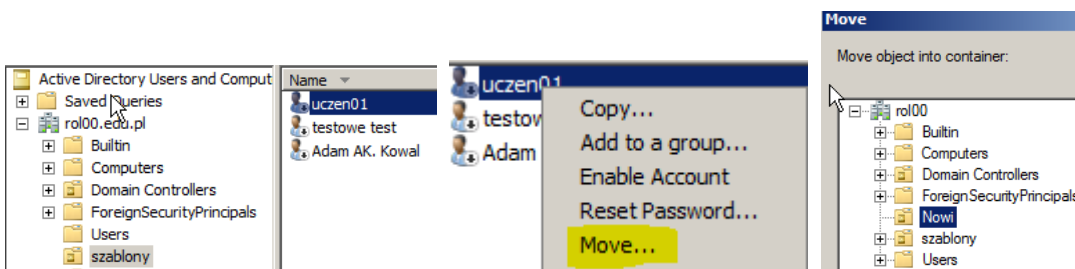 Active Directory Users and Comput
Saved Queries
rol00.edu.pl
Builtin
Computers
Domain Controllers
ForeignSecurityPrincipals
Users
szablony
Name
uczen01
testowe test
Adam AK. Kowal
uczen01
testow
Adam
Copy...
Add to a group...
Enable Account
Reset Password...
Move...
Move
Move object into container:
rol00
Builtin
Computers
Domain Controllers
ForeignSecurityPrincipals
Nowi
szablony
Users